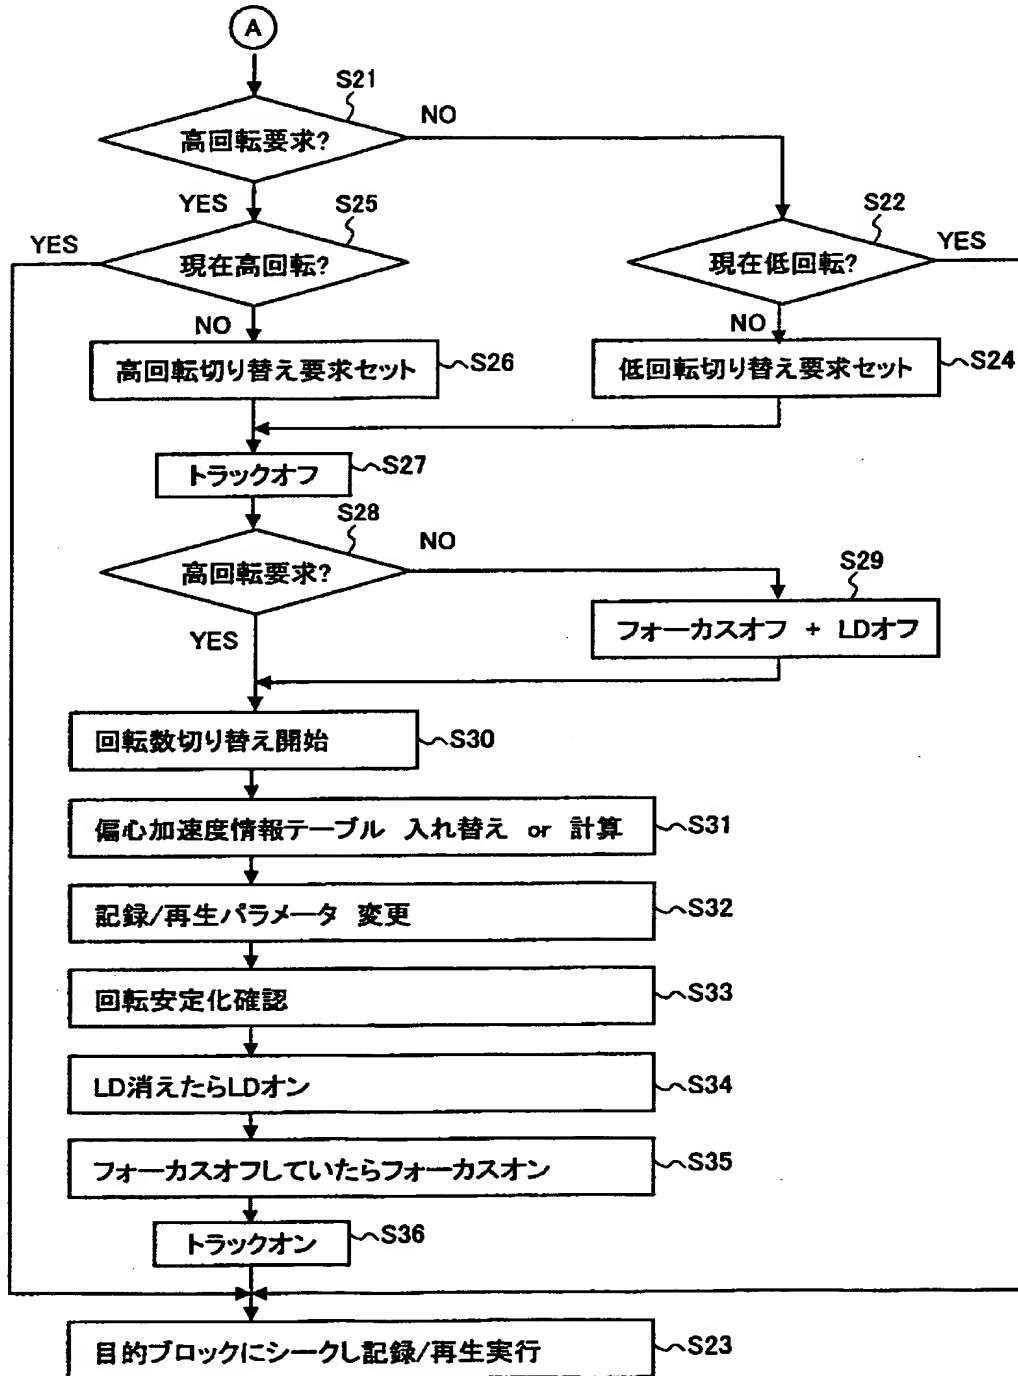 A
S21
高回転要求?
NO
YES
S25
S22
YES
現在高回転?
現在低回転?
YES
NO
NO
高回転切り替え要求セット
S26
低回転切り替え要求セット
S24
トラックオフ
S27
S28
高回転要求?
NO
S29
フォーカスオフ + LDオフ
YES
回転数切り替え開始
S30
偏心加速度情報テーブル 入れ替え or 計算
S31
記録/再生パラメータ 変更
S32
回転安定化確認
S33
LD消えたらLDオン
S34
フォーカスオフしていたらフォーカスオン
S35
トラックオン
S36
目的ブロックにシークし記録/再生実行
S23